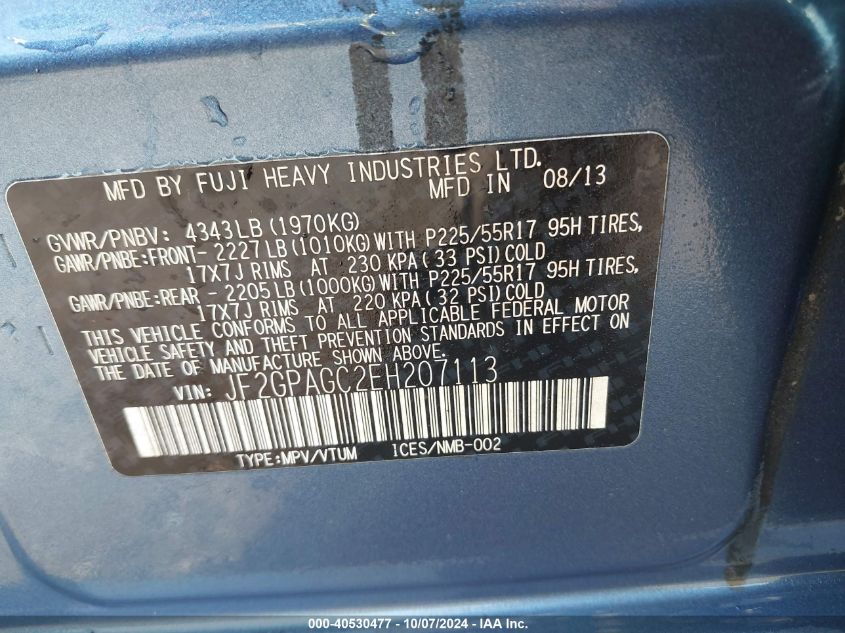 MFD BY FUJI HEAVY INDUSTRIES LTD.
MFD IN 08/13
GVWR/PNBV: 4343LB (1970KG)
GAWR/PNBE:FRONT- 2227LB (1010KG) WITH P225/55R17 95H TIRES,
17X7J RIMS AT 230 KPA (33 PSI) COLD
GAWR/PNBE:REAR - 2205LB (1000KG) WITH P225/55R17 95H TIRES,
17X7J RIMS AT 220 KPA (32 PSI) COLD
THIS VEHICLE CONFORMS TO ALL APPLICABLE FEDERAL MOTOR
VEHICLE SAFETY AND THEFT PREVENTION STANDARDS IN EFFECT ON
THE DATE OF MANUFACTURE SHOWN ABOVE.
VIN: JF2GPAGC2EH207113
TYPE:MPV/VTUM ICES/NMB-002
000-40530477 - 10/07/2024 - IAA Inc.